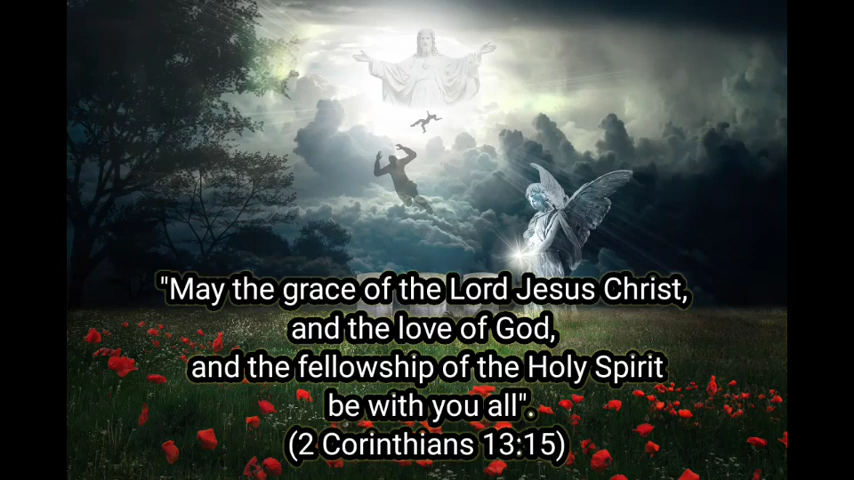 "May the grace of the Lord Jesus Christ,
and the love of God,
and the fellowship of the Holy Spirit
be with you all".
(2 Corinthians 13:15)